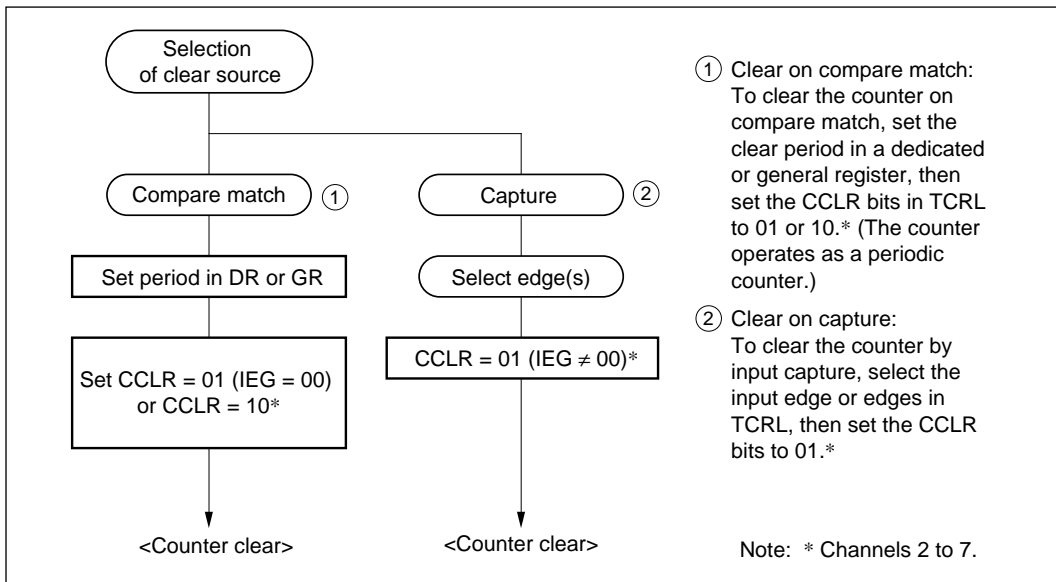 Selection
of clear source
Compare match
①
Set period in DR or GR
Set CCLR = 01 (IEG = 00)
or CCLR = 10*
<Counter clear>
Capture
②
Select edge(s)
CCLR = 01 (IEG ≠ 00)*
<Counter clear>
① Clear on compare match:
To clear the counter on
compare match, set the
clear period in a dedicated
or general register, then
set the CCLR bits in TCRL
to 01 or 10.* (The counter
operates as a periodic
counter.)
② Clear on capture:
To clear the counter by
input capture, select the
input edge or edges in
TCRL, then set the CCLR
bits to 01.*
Note: * Channels 2 to 7.